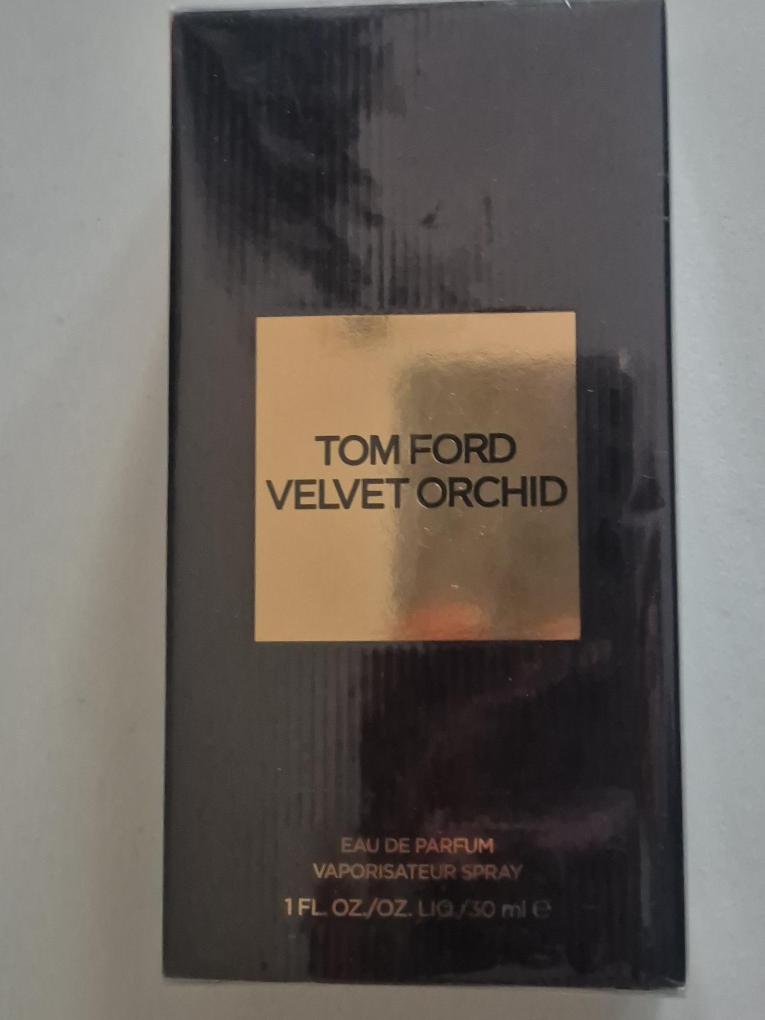 TOM FORD
VELVET ORCHID
EAU DE PARFUM
VAPORISATEUR SPRAY
1 FL. OZ./OZ. LIQ./30 ml ℮